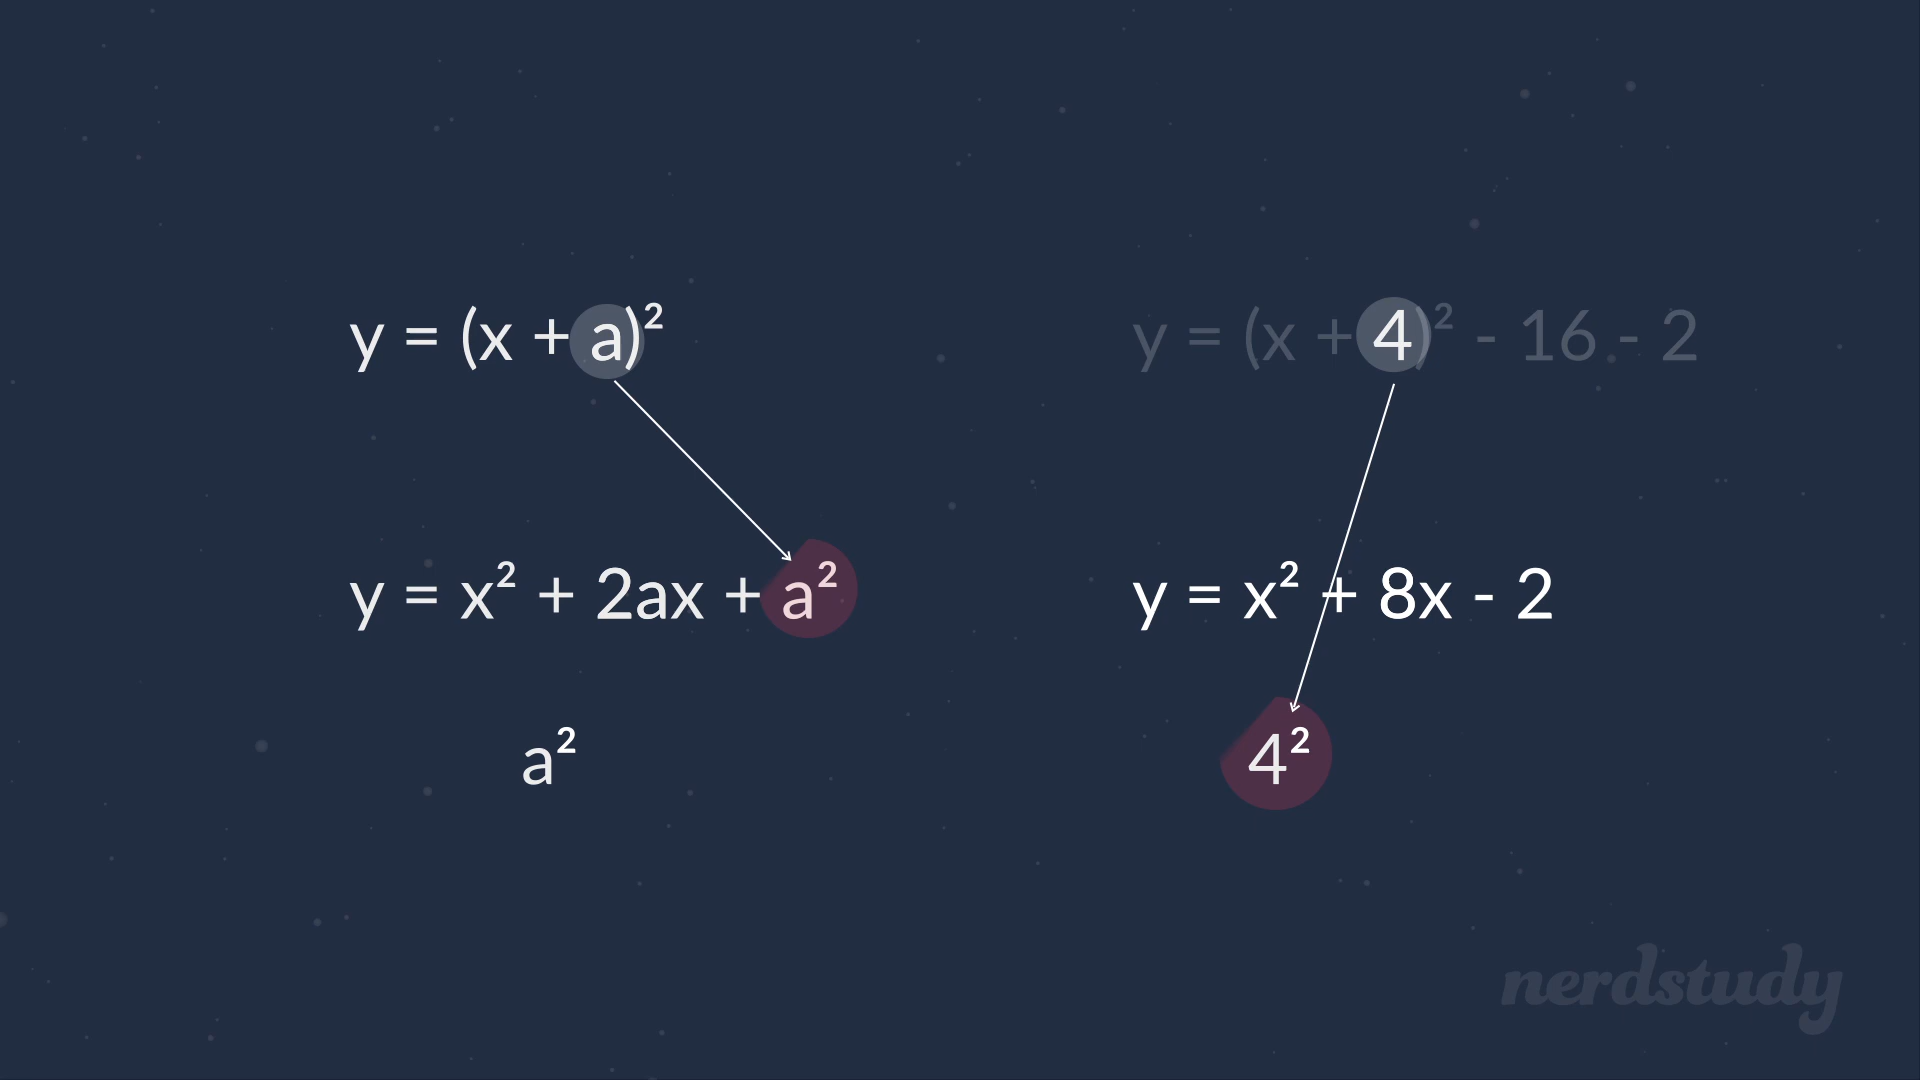 y = (x + a)²
y = x² + 2ax + a²
a²
y = (x + 4)² - 16 - 2
y = x² + 8x - 2
4²
nerdstudy